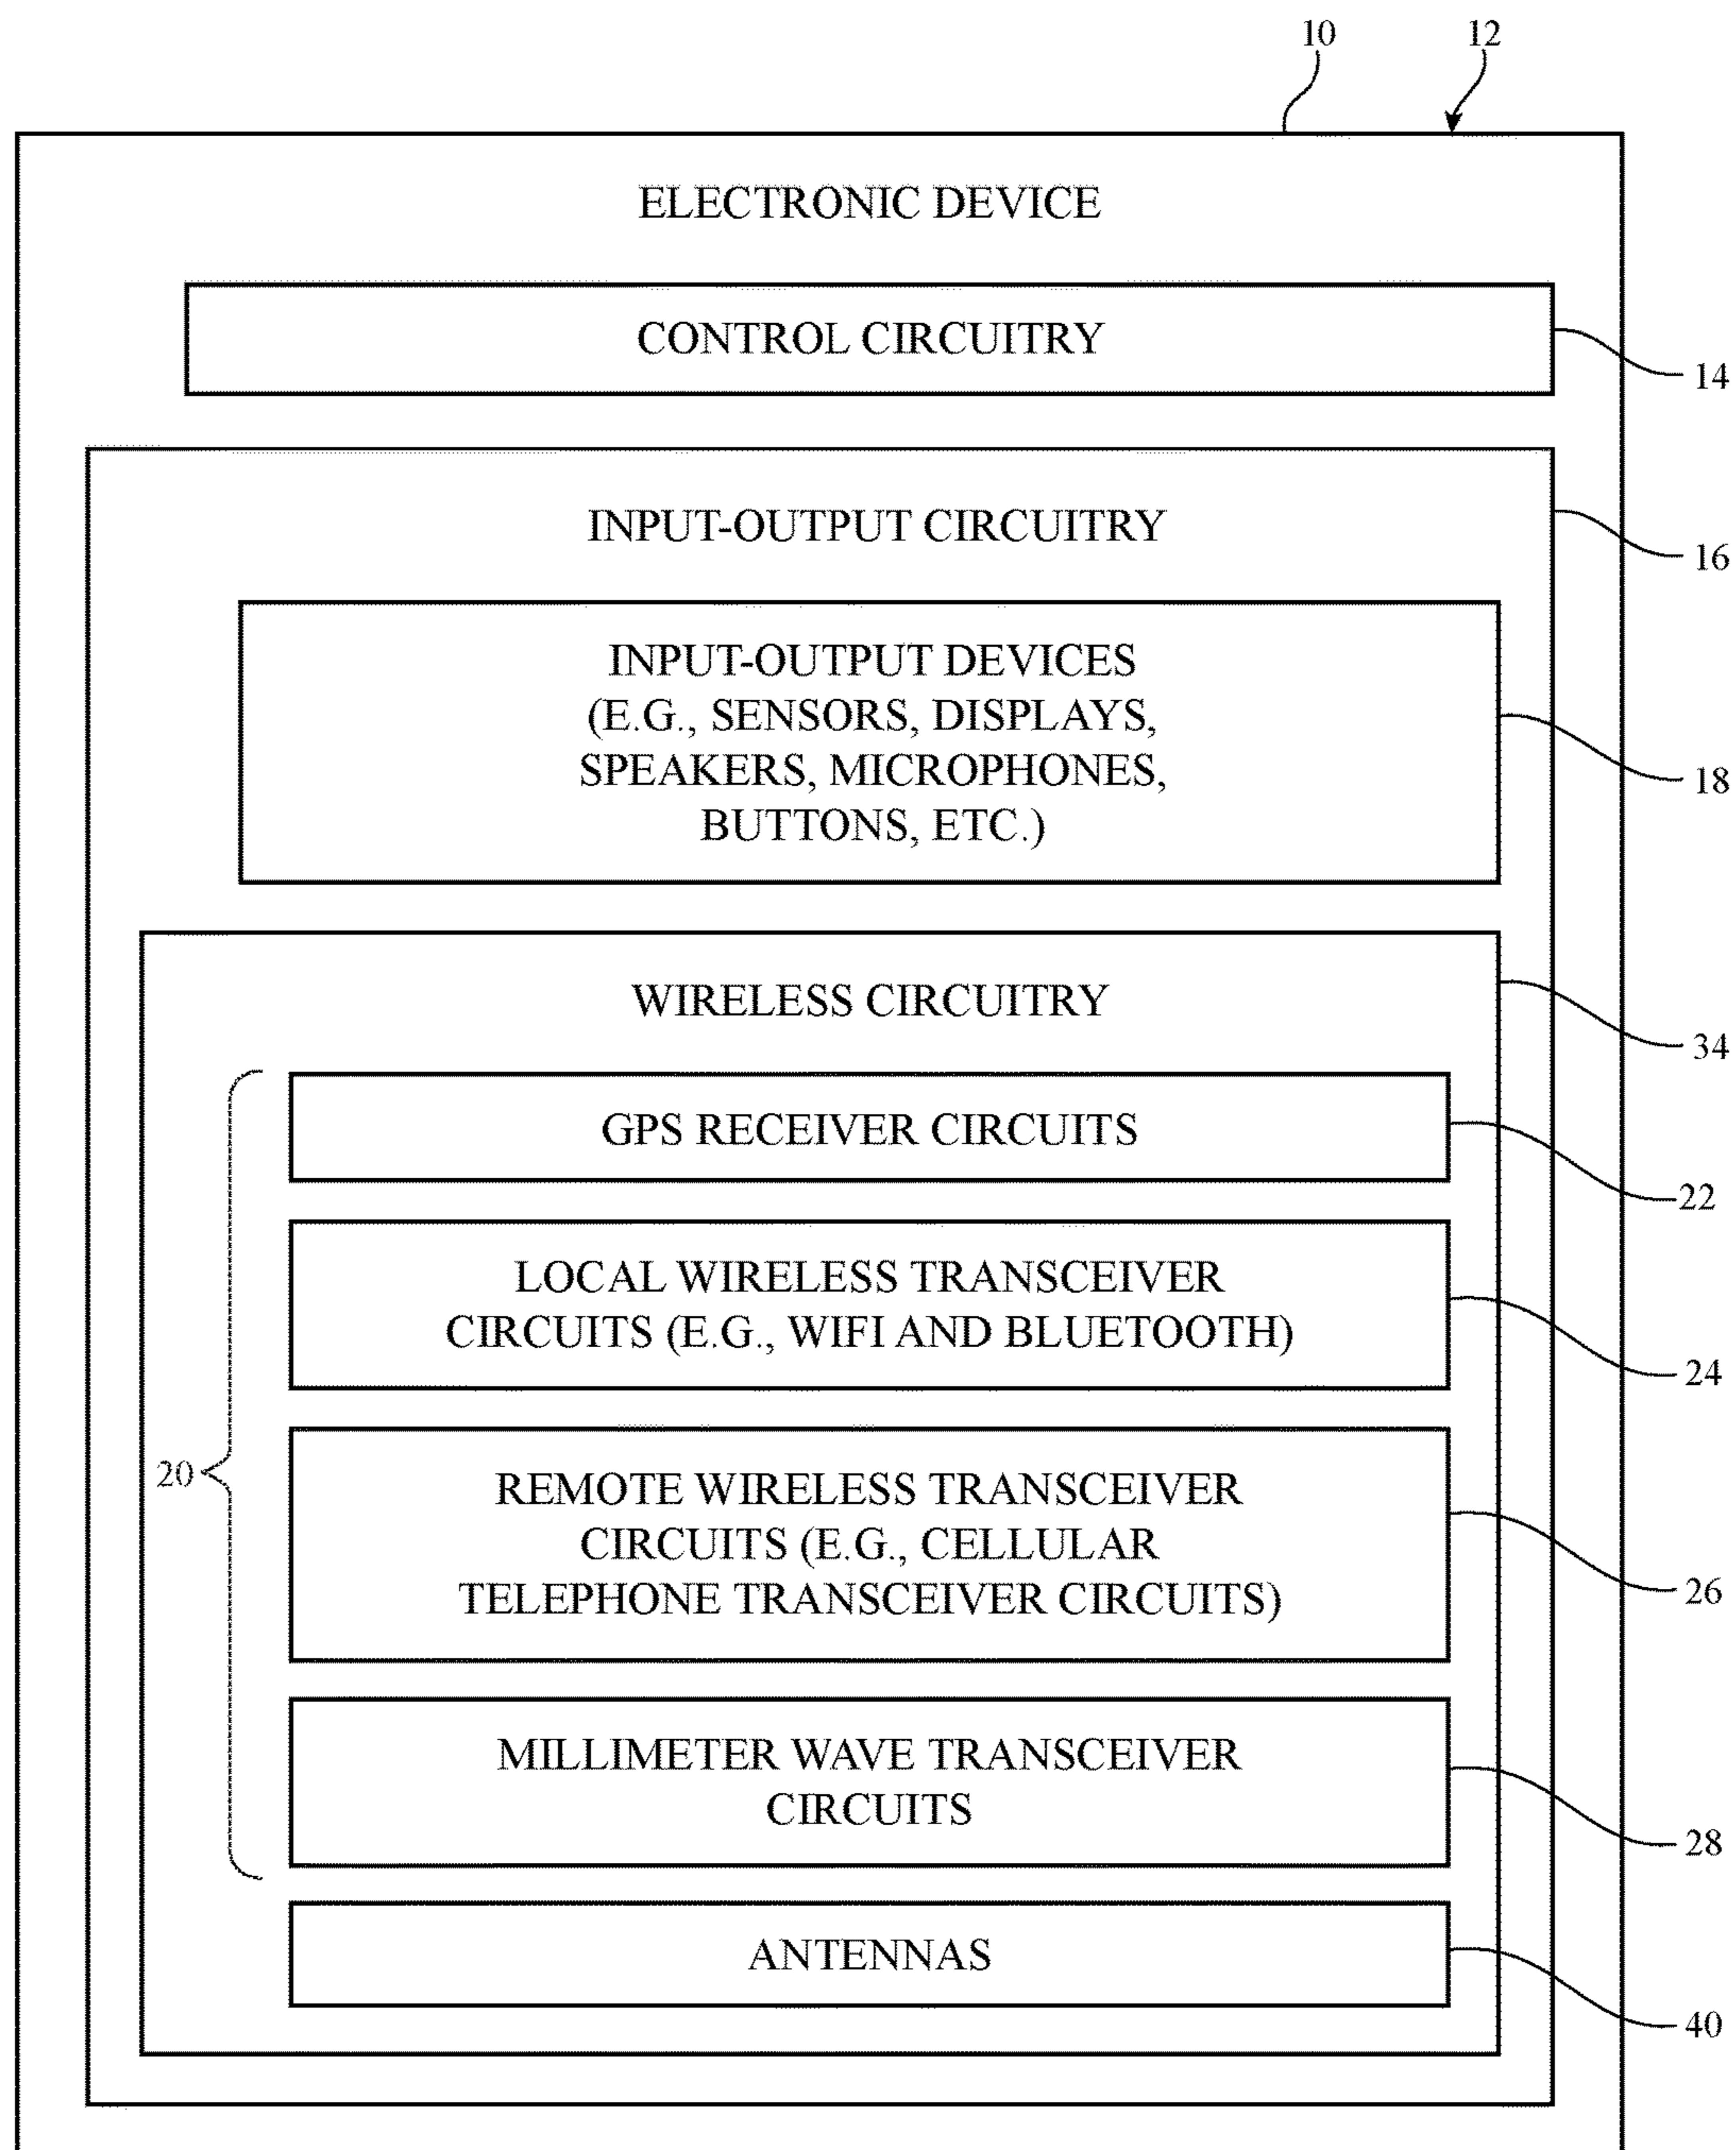 10
12
ELECTRONIC DEVICE
CONTROL CIRCUITRY
14
INPUT-OUTPUT CIRCUITRY
16
INPUT-OUTPUT DEVICES
(E.G., SENSORS, DISPLAYS,
SPEAKERS, MICROPHONES,
BUTTONS, ETC.)
18
WIRELESS CIRCUITRY
34
GPS RECEIVER CIRCUITS
22
LOCAL WIRELESS TRANSCEIVER
CIRCUITS (E.G., WIFI AND BLUETOOTH)
24
20
REMOTE WIRELESS TRANSCEIVER
CIRCUITS (E.G., CELLULAR
TELEPHONE TRANSCEIVER CIRCUITS)
26
MILLIMETER WAVE TRANSCEIVER
CIRCUITS
28
ANTENNAS
40